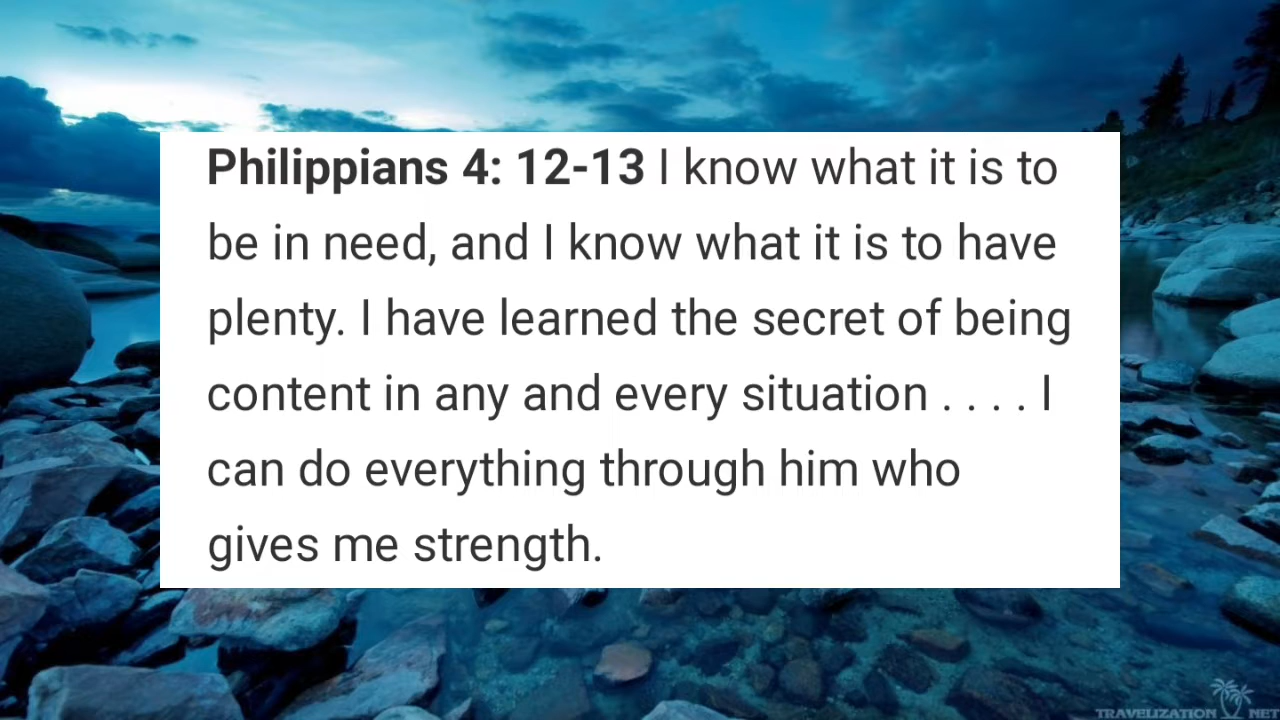 Philippians 4: 12-13 I know what it is to
be in need, and I know what it is to have
plenty. I have learned the secret of being
content in any and every situation . . . . I
can do everything through him who
gives me strength.
TRAVELIZATION NET